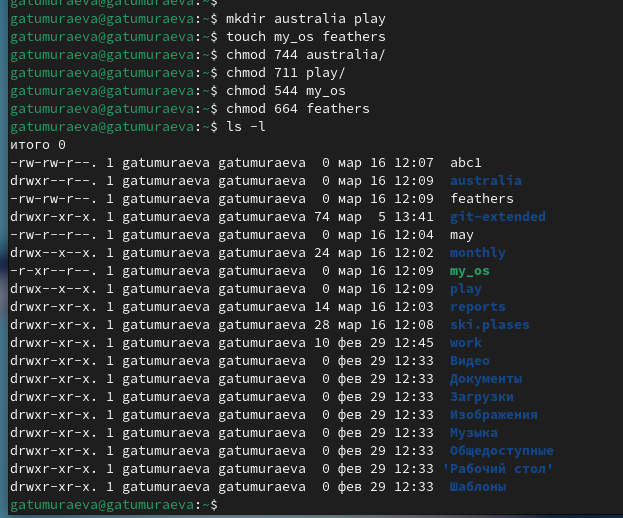 gatumuraeva@gatumuraeva:~$
gatumuraeva@gatumuraeva:~$ mkdir australia play
gatumuraeva@gatumuraeva:~$ touch my_os feathers
gatumuraeva@gatumuraeva:~$ chmod 744 australia/
gatumuraeva@gatumuraeva:~$ chmod 711 play/
gatumuraeva@gatumuraeva:~$ chmod 544 my_os
gatumuraeva@gatumuraeva:~$ chmod 664 feathers
gatumuraeva@gatumuraeva:~$ ls -l
итого 0
-rw-rw-r--. 1 gatumuraeva gatumuraeva  0 мар 16 12:07  abc1
drwxr--r--. 1 gatumuraeva gatumuraeva  0 мар 16 12:09  australia
-rw-rw-r--. 1 gatumuraeva gatumuraeva  0 мар 16 12:09  feathers
drwxr-xr-x. 1 gatumuraeva gatumuraeva 74 мар  5 13:41  git-extended
-rw-r--r--. 1 gatumuraeva gatumuraeva  0 мар 16 12:04  may
drwx--x--x. 1 gatumuraeva gatumuraeva 24 мар 16 12:02  monthly
-r-xr--r--. 1 gatumuraeva gatumuraeva  0 мар 16 12:09  my_os
drwx--x--x. 1 gatumuraeva gatumuraeva  0 мар 16 12:09  play
drwxr-xr-x. 1 gatumuraeva gatumuraeva 14 мар 16 12:03  reports
drwxr-xr-x. 1 gatumuraeva gatumuraeva 28 мар 16 12:08  ski.plases
drwxr-xr-x. 1 gatumuraeva gatumuraeva 10 фев 29 12:45  work
drwxr-xr-x. 1 gatumuraeva gatumuraeva  0 фев 29 12:33  Видео
drwxr-xr-x. 1 gatumuraeva gatumuraeva  0 фев 29 12:33  Документы
drwxr-xr-x. 1 gatumuraeva gatumuraeva  0 фев 29 12:33  Загрузки
drwxr-xr-x. 1 gatumuraeva gatumuraeva  0 фев 29 12:33  Изображения
drwxr-xr-x. 1 gatumuraeva gatumuraeva  0 фев 29 12:33  Музыка
drwxr-xr-x. 1 gatumuraeva gatumuraeva  0 фев 29 12:33  Общедоступные
drwxr-xr-x. 1 gatumuraeva gatumuraeva  0 фев 29 12:33 'Рабочий стол'
drwxr-xr-x. 1 gatumuraeva gatumuraeva  0 фев 29 12:33  Шаблоны
gatumuraeva@gatumuraeva:~$